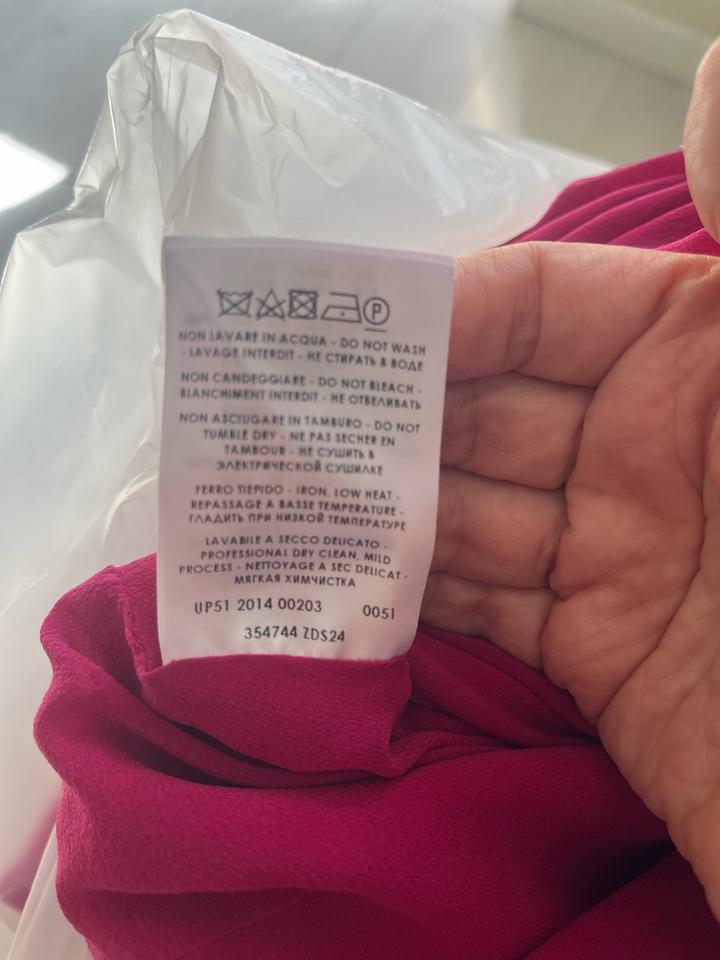 P
NON LAVARE IN ACQUA - DO NOT WASH
- LAVAGE INTERDIT - НЕ СТИРАТЬ В ВОДЕ
NON CANDEGGIARE - DO NOT BLEACH -
BLANCHIMENT INTERDIT - НЕ ОТБЕЛИВАТЬ
NON ASCIUGARE IN TAMBURO - DO NOT
TUMBLE DRY - NE PAS SECHER EN
TAMBOUR - НЕ СУШИТЬ В
ЭЛЕКТРИЧЕСКОЙ СУШИЛКЕ
FERRO TIEPIDO - IRON, LOW HEAT -
REPASSAGE A BASSE TEMPERATURE -
ГЛАДИТЬ ПРИ НИЗКОЙ ТЕМПЕРАТУРЕ
LAVABILE A SECCO DELICATO -
PROFESSIONAL DRY CLEAN, MILD
PROCESS - NETTOYAGE A SEC DELICAT -
МЯГКАЯ ХИМЧИСТКА
UP51 2014 00203 0051
354744 ZDS24